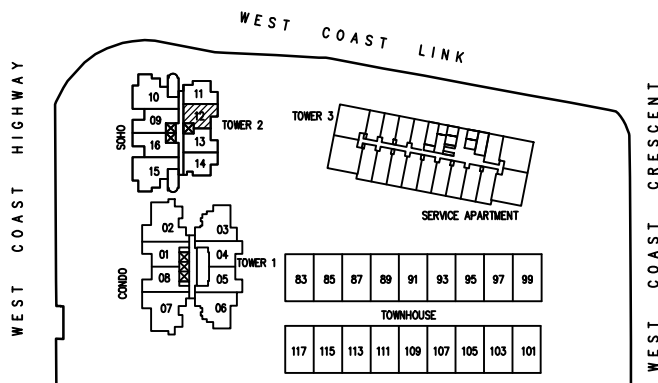 WEST COAST LINK
WEST COAST HIGHWAY
WEST COAST CRESCENT
10
11
09
12
TOWER 2
SOHO
16
13
15
14
TOWER 3
SERVICE APARTMENT
02
03
01
04
TOWER 1
CONDO
08
05
07
06
83 85 87 89 91 93 95 97 99
TOWNHOUSE
117 115 113 111 109 107 105 103 101